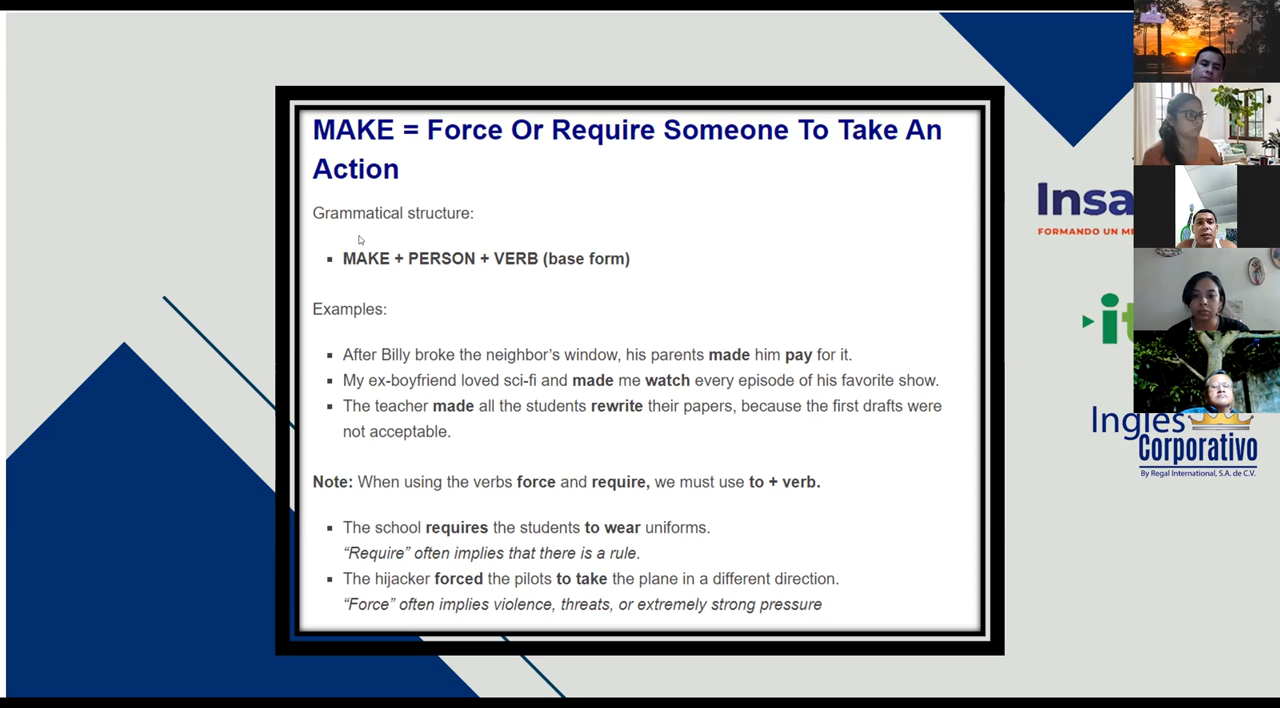 MAKE = Force Or Require Someone To Take An
Action
Grammatical structure:
▪ MAKE + PERSON + VERB (base form)
Examples:
▪ After Billy broke the neighbor’s window, his parents made him pay for it.
▪ My ex-boyfriend loved sci-fi and made me watch every episode of his favorite show.
▪ The teacher made all the students rewrite their papers, because the first drafts were
not acceptable.
Note: When using the verbs force and require, we must use to + verb.
▪ The school requires the students to wear uniforms.
“Require” often implies that there is a rule.
▪ The hijacker forced the pilots to take the plane in a different direction.
“Force” often implies violence, threats, or extremely strong pressure
Insa
FORMANDO UN M
it
Ingles
Corporativo
By Regal International, S.A. de C.V.